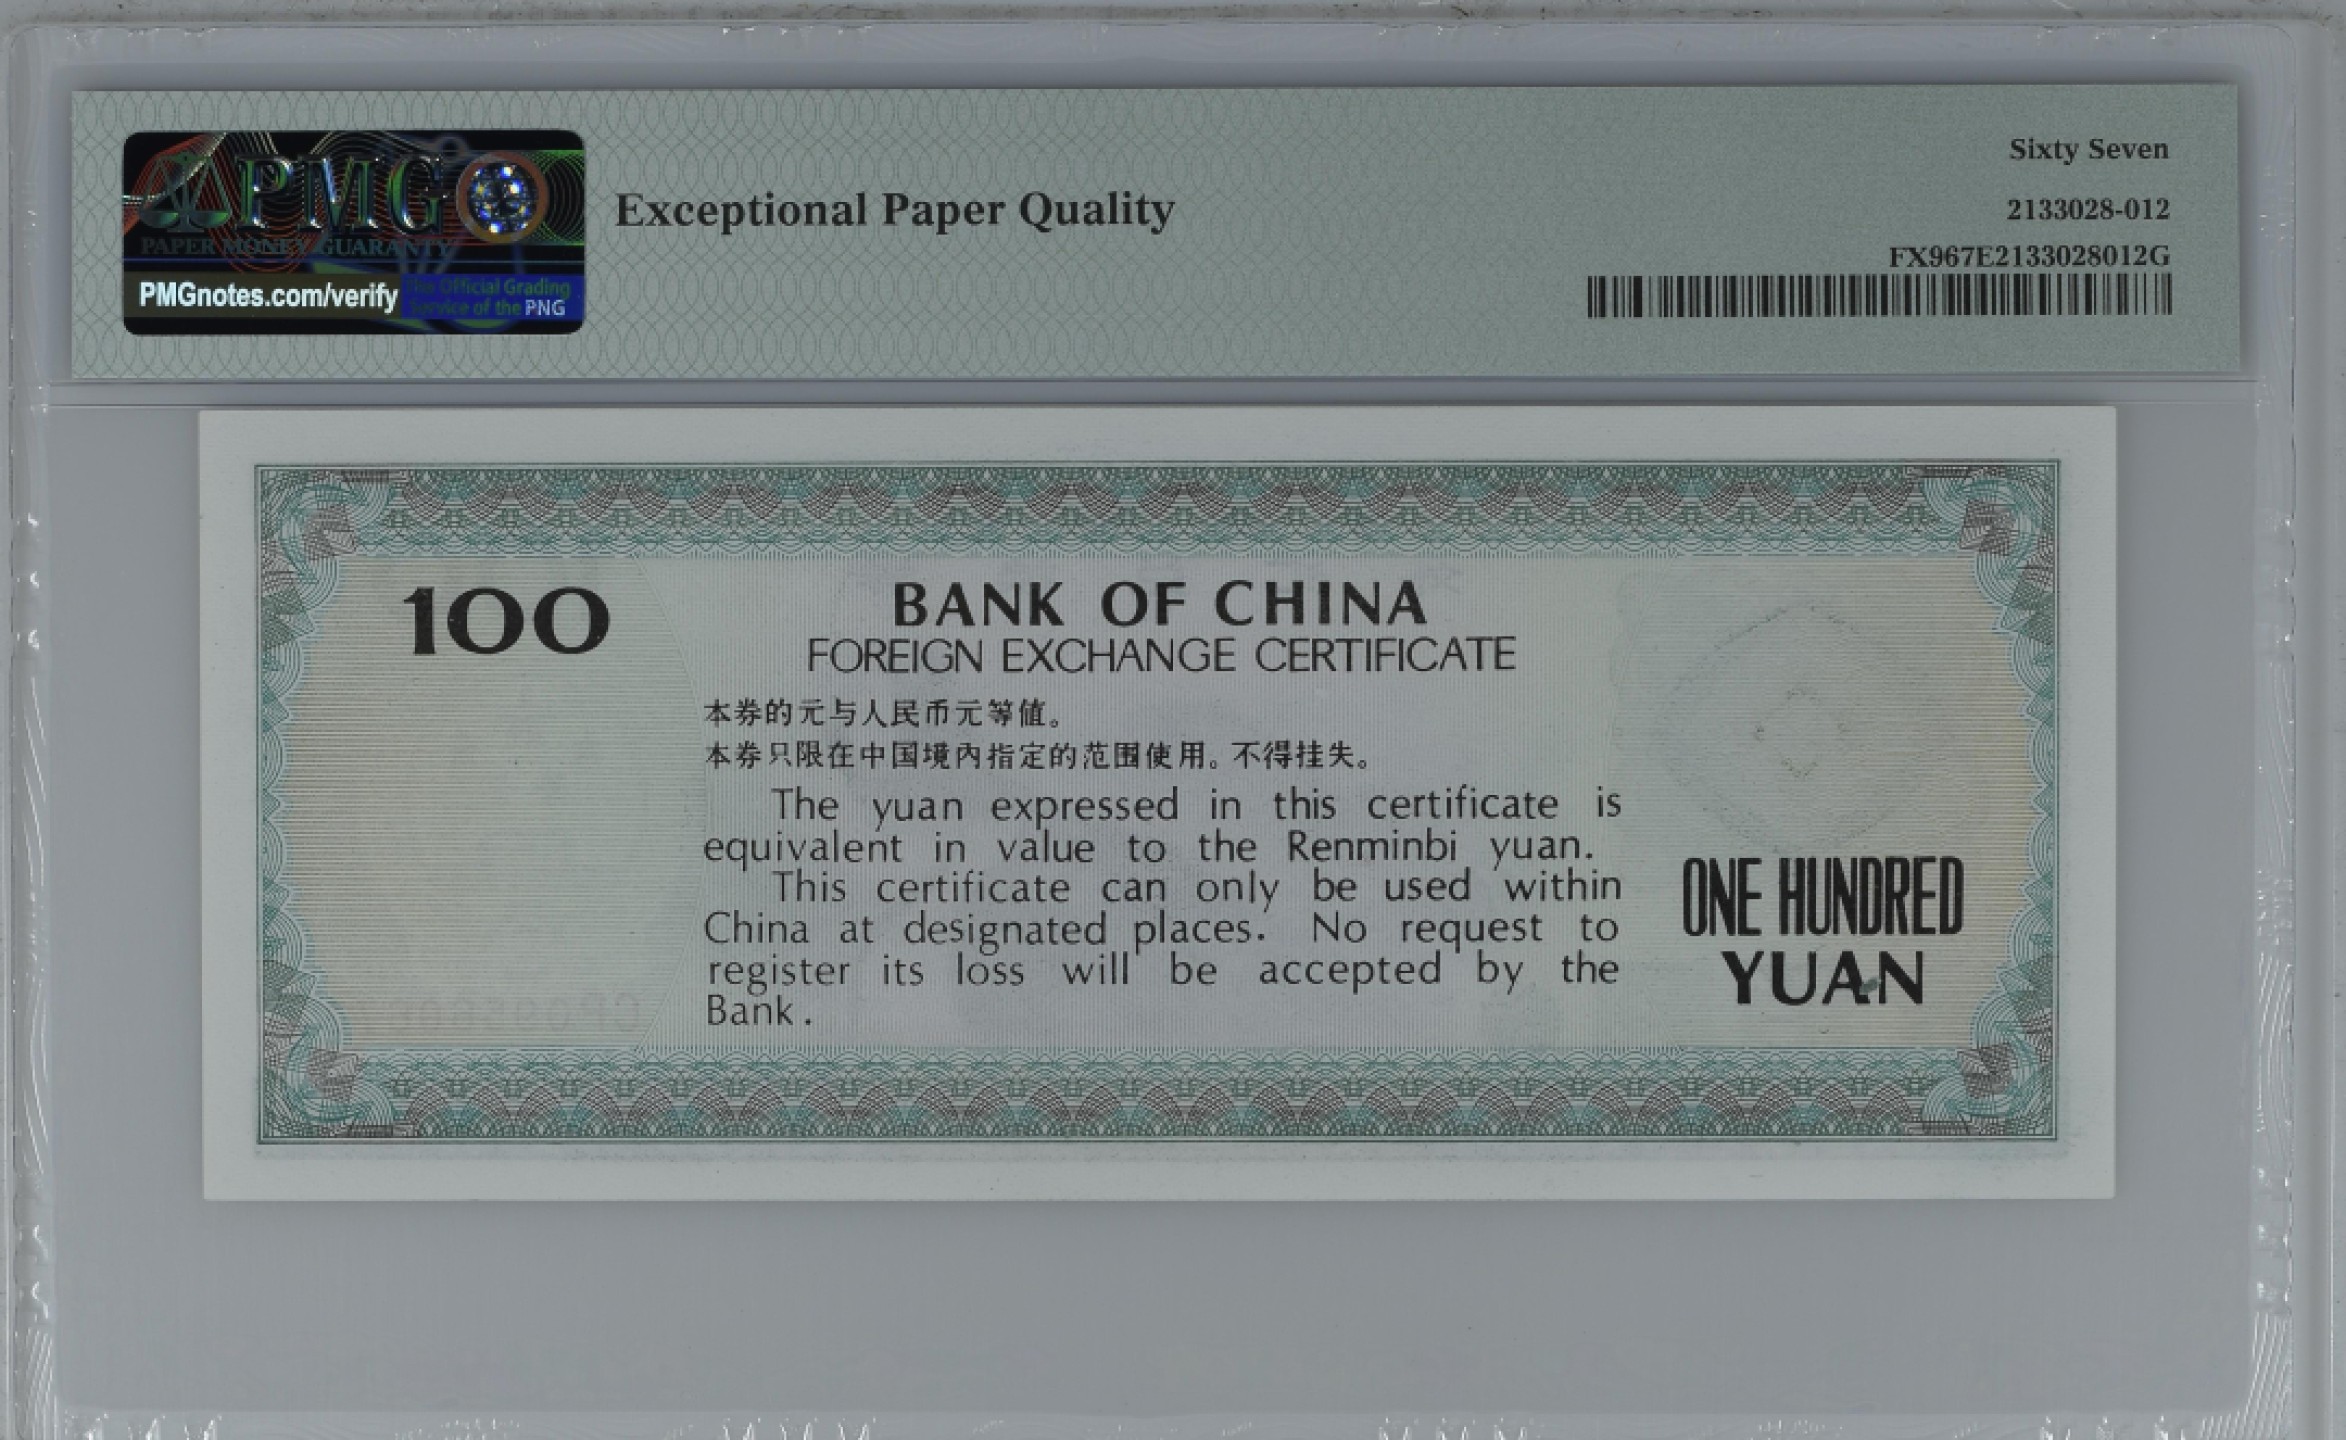 PMG
PAPER MONEY GUARANTY
PMGnotes.com/verify
The Official Grading
Service of the PNG
Exceptional Paper Quality
Sixty Seven
2133028-012
FX967E2133028012G
100
BANK OF CHINA
FOREIGN EXCHANGE CERTIFICATE
本券的元与人民币元等值。
本券只限在中国境内指定的范围使用。不得挂失。
The yuan expressed in this certificate is
equivalent in value to the Renminbi yuan.
This certificate can only be used within
China at designated places. No request to
register its loss will be accepted by the
Bank.
ONE HUNDRED
YUAN